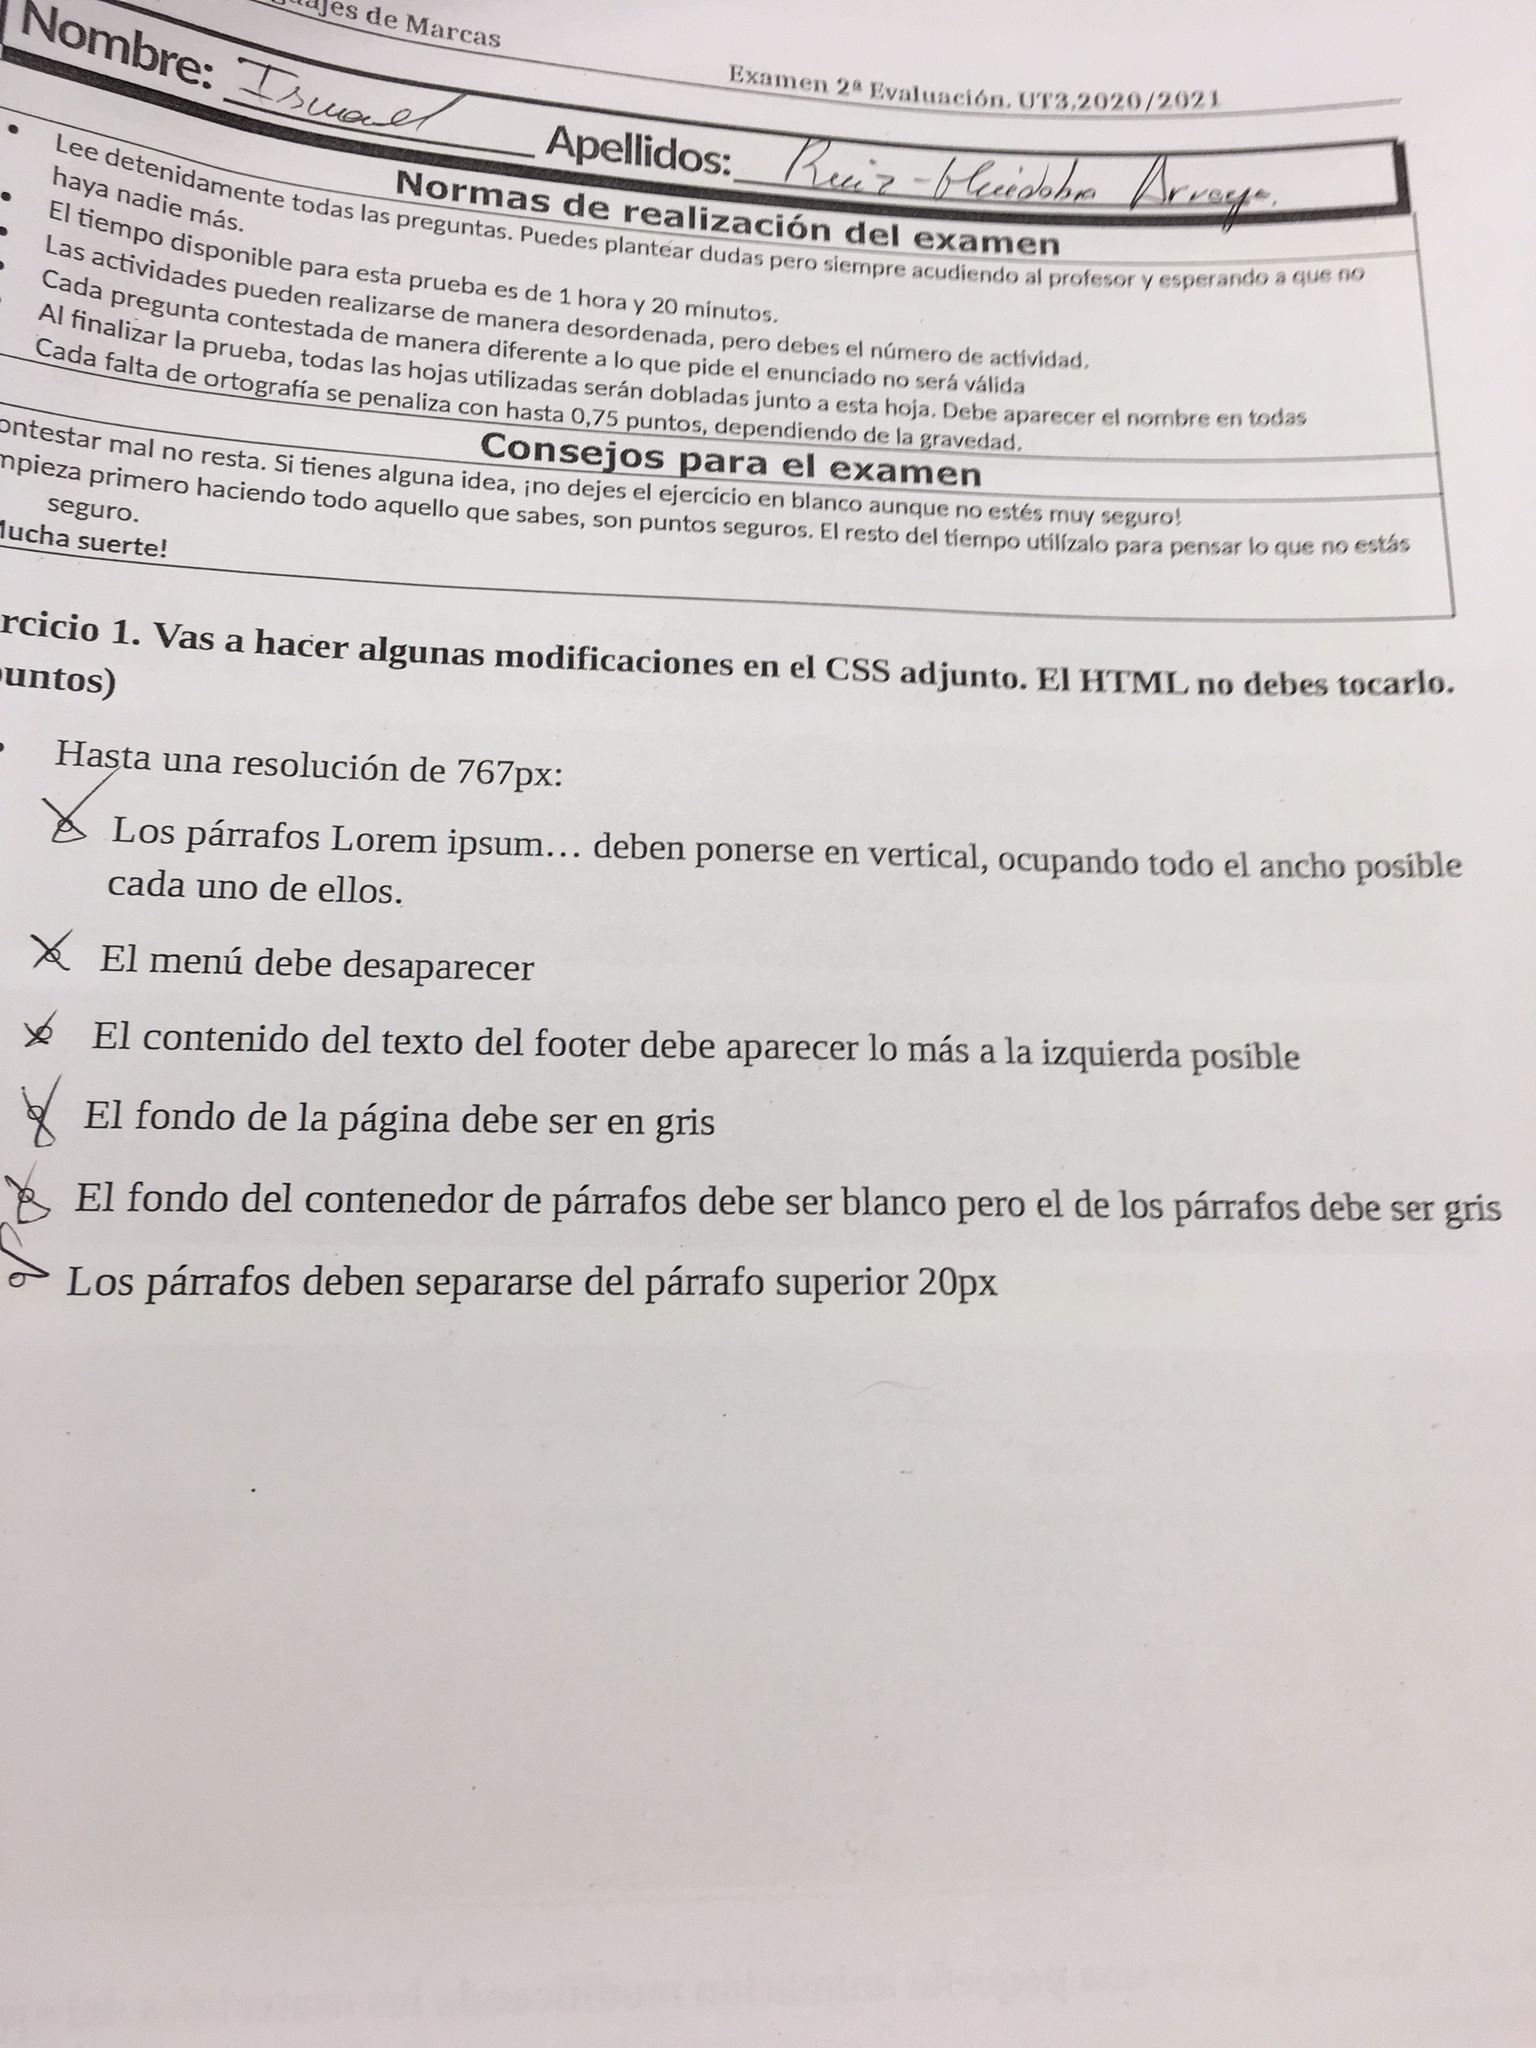 guajes de Marcas
Examen 2ª Evaluación. UT3.2020/2021
Nombre: Ismael Apellidos: Ruiz-Huidobro Arroyo.
Normas de realización del examen
Lee detenidamente todas las preguntas. Puedes plantear dudas pero siempre acudiendo al profesor y esperando a que no
haya nadie más.
El tiempo disponible para esta prueba es de 1 hora y 20 minutos.
Las actividades pueden realizarse de manera desordenada, pero debes el número de actividad.
Cada pregunta contestada de manera diferente a lo que pide el enunciado no será válida
Al finalizar la prueba, todas las hojas utilizadas serán dobladas junto a esta hoja. Debe aparecer el nombre en todas
Cada falta de ortografía se penaliza con hasta 0,75 puntos, dependiendo de la gravedad.
Consejos para el examen
ontestar mal no resta. Si tienes alguna idea, ¡no dejes el ejercicio en blanco aunque no estés muy seguro!
mpieza primero haciendo todo aquello que sabes, son puntos seguros. El resto del tiempo utilízalo para pensar lo que no estás
seguro.
Mucha suerte!
rcicio 1. Vas a hacer algunas modificaciones en el CSS adjunto. El HTML no debes tocarlo.
puntos)
Hasta una resolución de 767px:
Los párrafos Lorem ipsum… deben ponerse en vertical, ocupando todo el ancho posible
cada uno de ellos.
El menú debe desaparecer
El contenido del texto del footer debe aparecer lo más a la izquierda posible
El fondo de la página debe ser en gris
El fondo del contenedor de párrafos debe ser blanco pero el de los párrafos debe ser gris
Los párrafos deben separarse del párrafo superior 20px